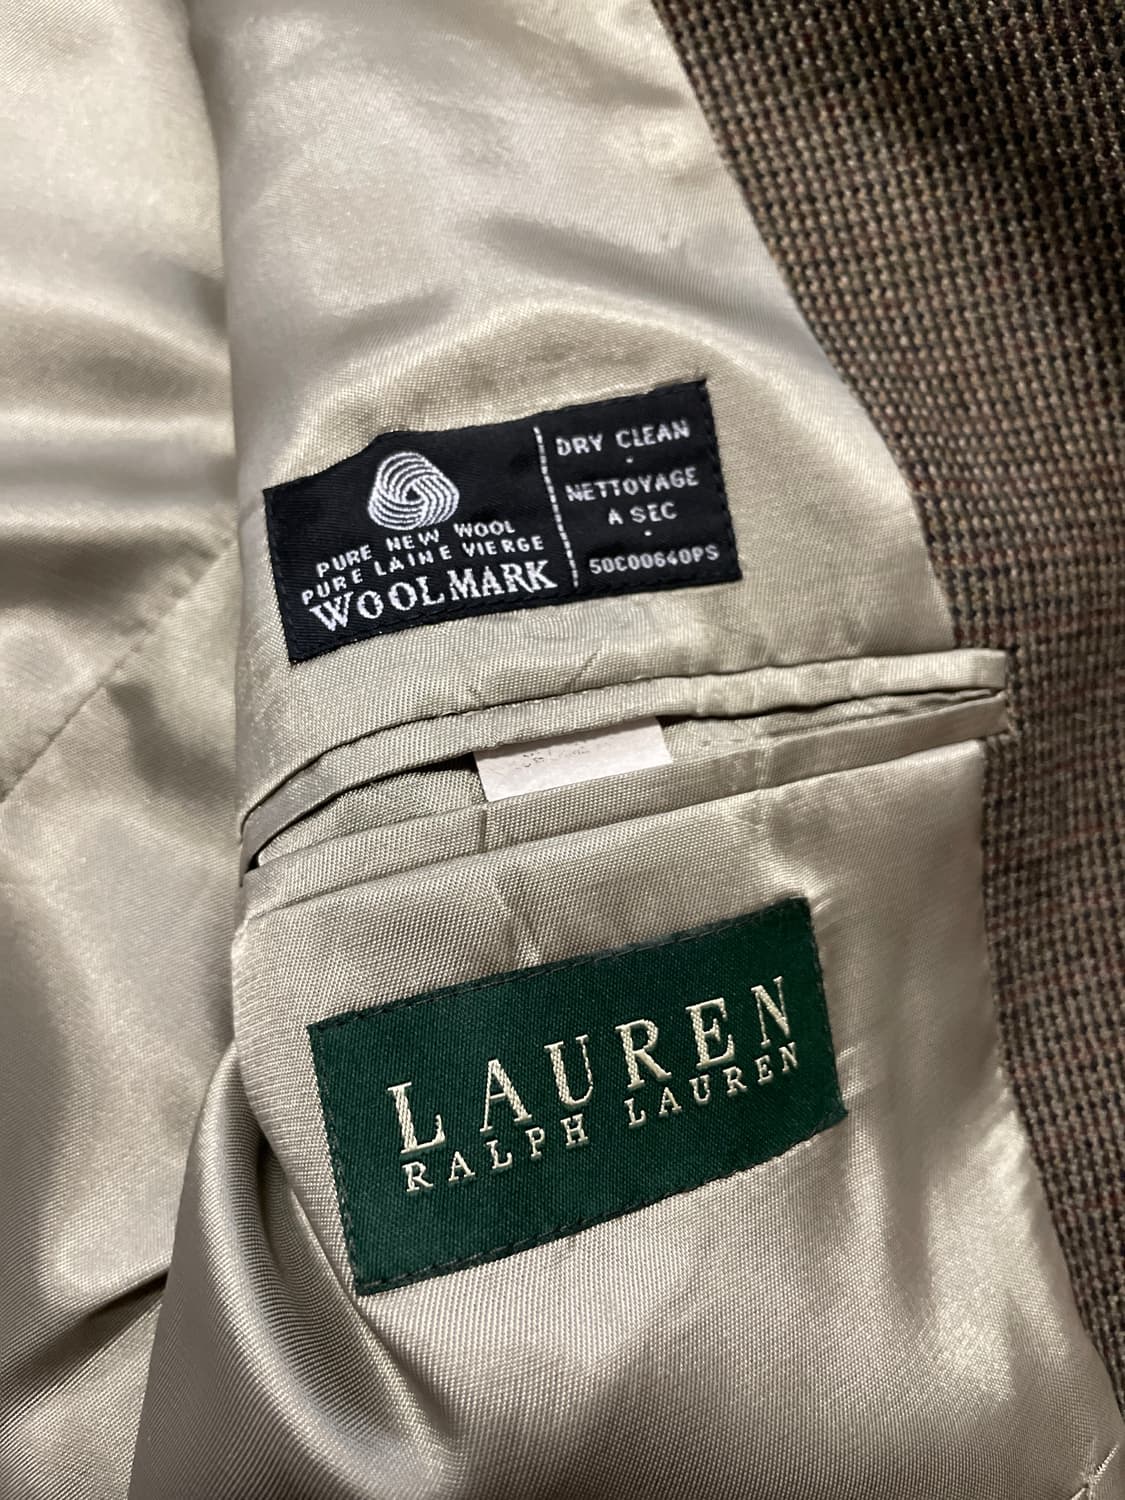 PURE NEW WOOL
PURE LAINE VIERGE
WOOLMARK
DRY CLEAN
-
NETTOYAGE
A SEC
-
50C00640PS
LAUREN
RALPH LAUREN